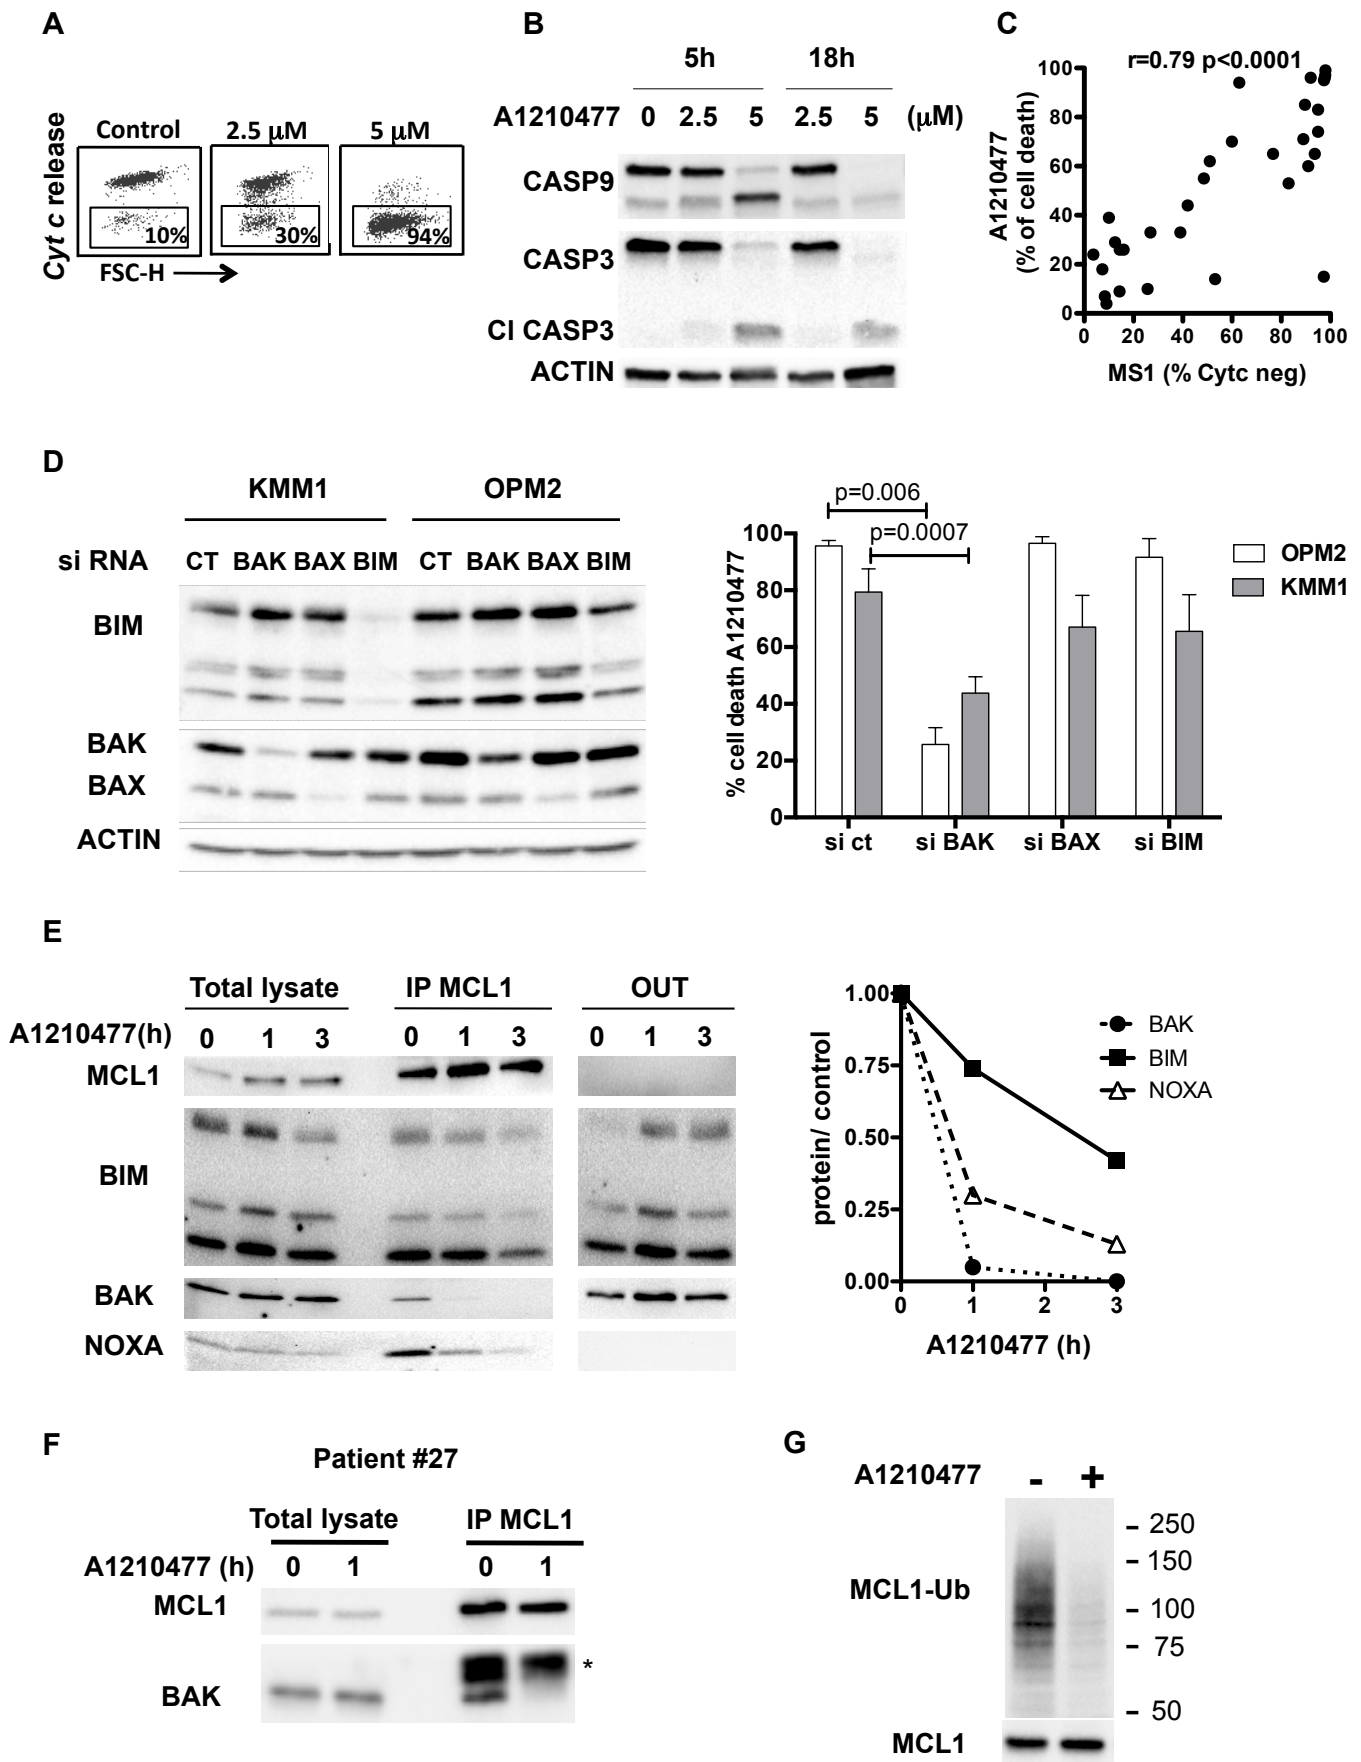 A
Control
2.5 µM
5 µM
Cyt c release
10%
30%
94%
FSC-H
B
5h
18h
A1210477 0 2.5 5 2.5 5 (µM)
CASP9
CASP3
Cl CASP3
ACTIN
C
r=0.79 p<0.0001
A1210477
(% of cell death)
100
80
60
40
20
0
0 20 40 60 80 100
MS1 (% Cytc neg)
D
KMM1
OPM2
si RNA CT BAK BAX BIM CT BAK BAX BIM
BIM
BAK
BAX
ACTIN
p=0.006
p=0.0007
% cell death A1210477
100
80
60
40
20
0
si ct si BAK si BAX si BIM
OPM2
KMM1
E
Total lysate
IP MCL1
OUT
A1210477(h) 0 1 3 0 1 3 0 1 3
MCL1
BIM
BAK
NOXA
protein/ control
1.00
0.75
0.50
0.25
0.00
0 1 2 3
A1210477 (h)
BAK
BIM
NOXA
F
Patient #27
Total lysate
IP MCL1
A1210477 (h) 0 1 0 1
MCL1
BAK
*
G
A1210477 - +
MCL1-Ub
250
150
100
75
50
MCL1